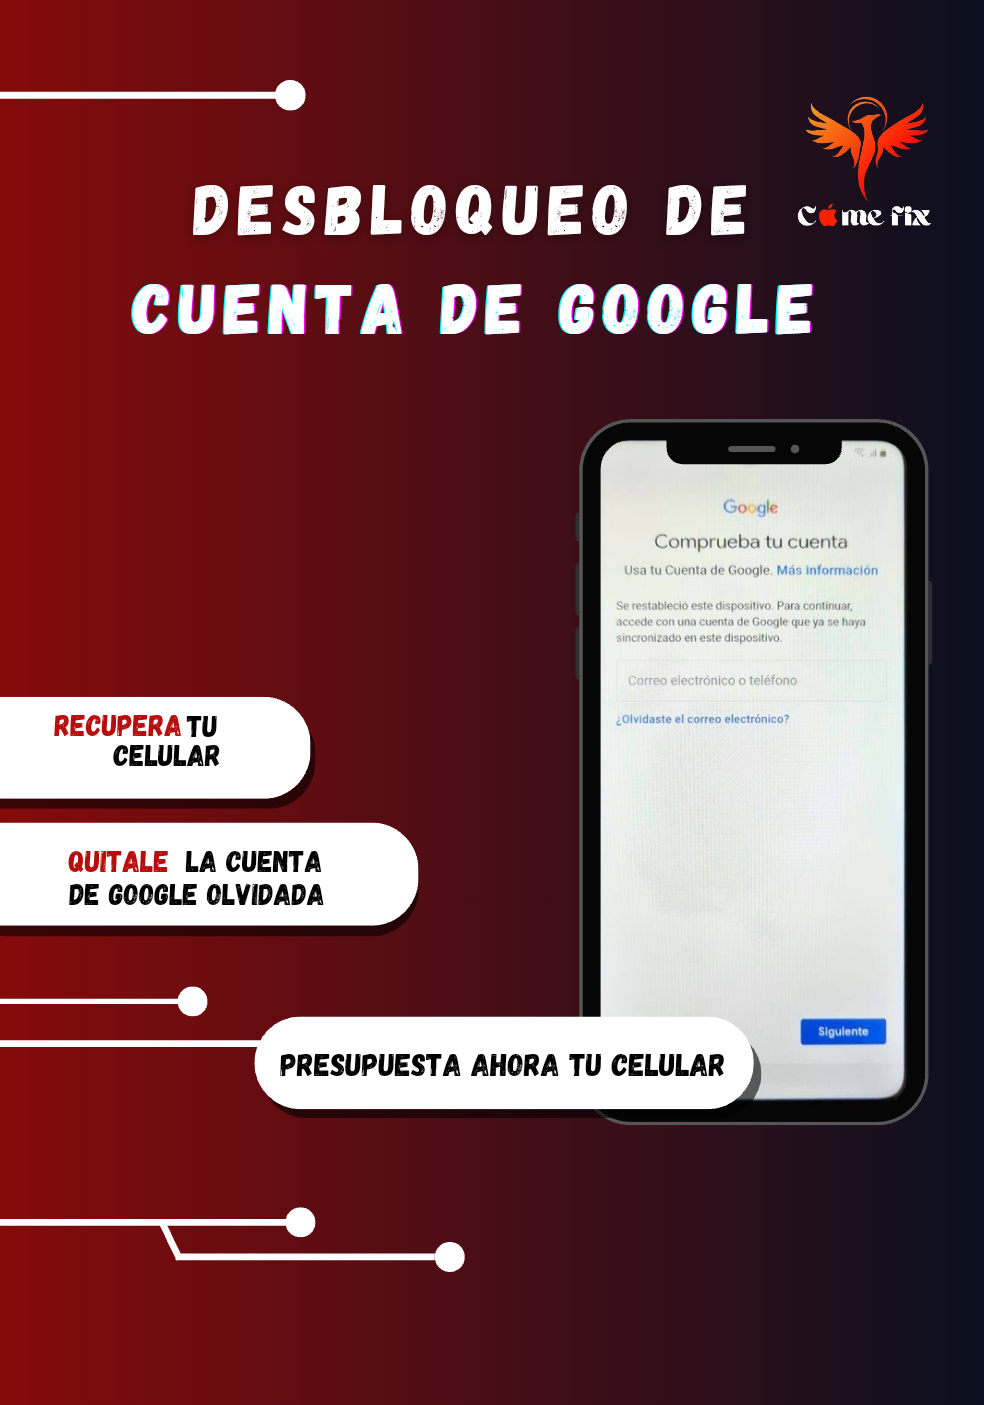 DESBLOQUEO DE
CUENTA DE GOOGLE
Come fix
Google
Comprueba tu cuenta
Usa tu Cuenta de Google. Más información
Se restableció este dispositivo. Para continuar,
accede con una cuenta de Google que ya se haya
sincronizado en este dispositivo.
Correo electrónico o teléfono
¿Olvidaste el correo electrónico?
RECUPERA TU
CELULAR
QUITALE LA CUENTA
DE GOOGLE OLVIDADA
Siguiente
PRESUPUESTA AHORA TU CELULAR